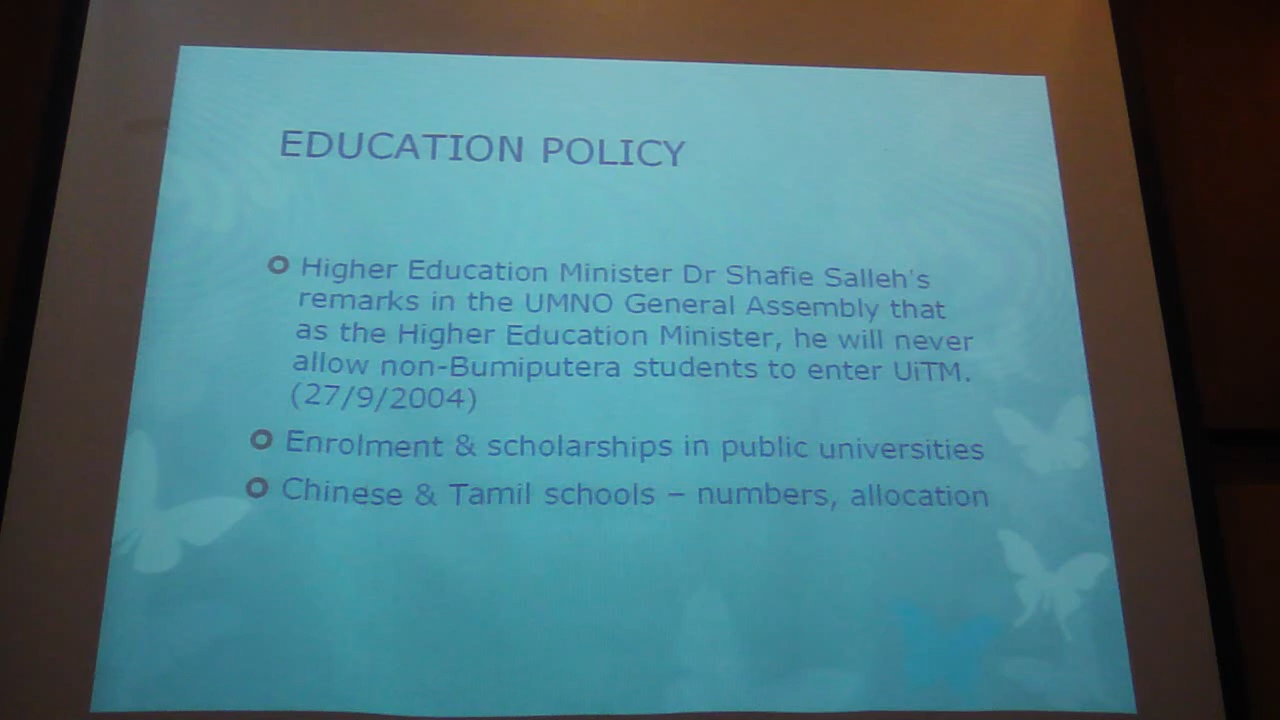 EDUCATION POLICY
Higher Education Minister Dr Shafie Salleh's
remarks in the UMNO General Assembly that
as the Higher Education Minister, he will never
allow non-Bumiputera students to enter UiTM.
(27/9/2004)
Enrolment & scholarships in public universities
Chinese & Tamil schools – numbers, allocation